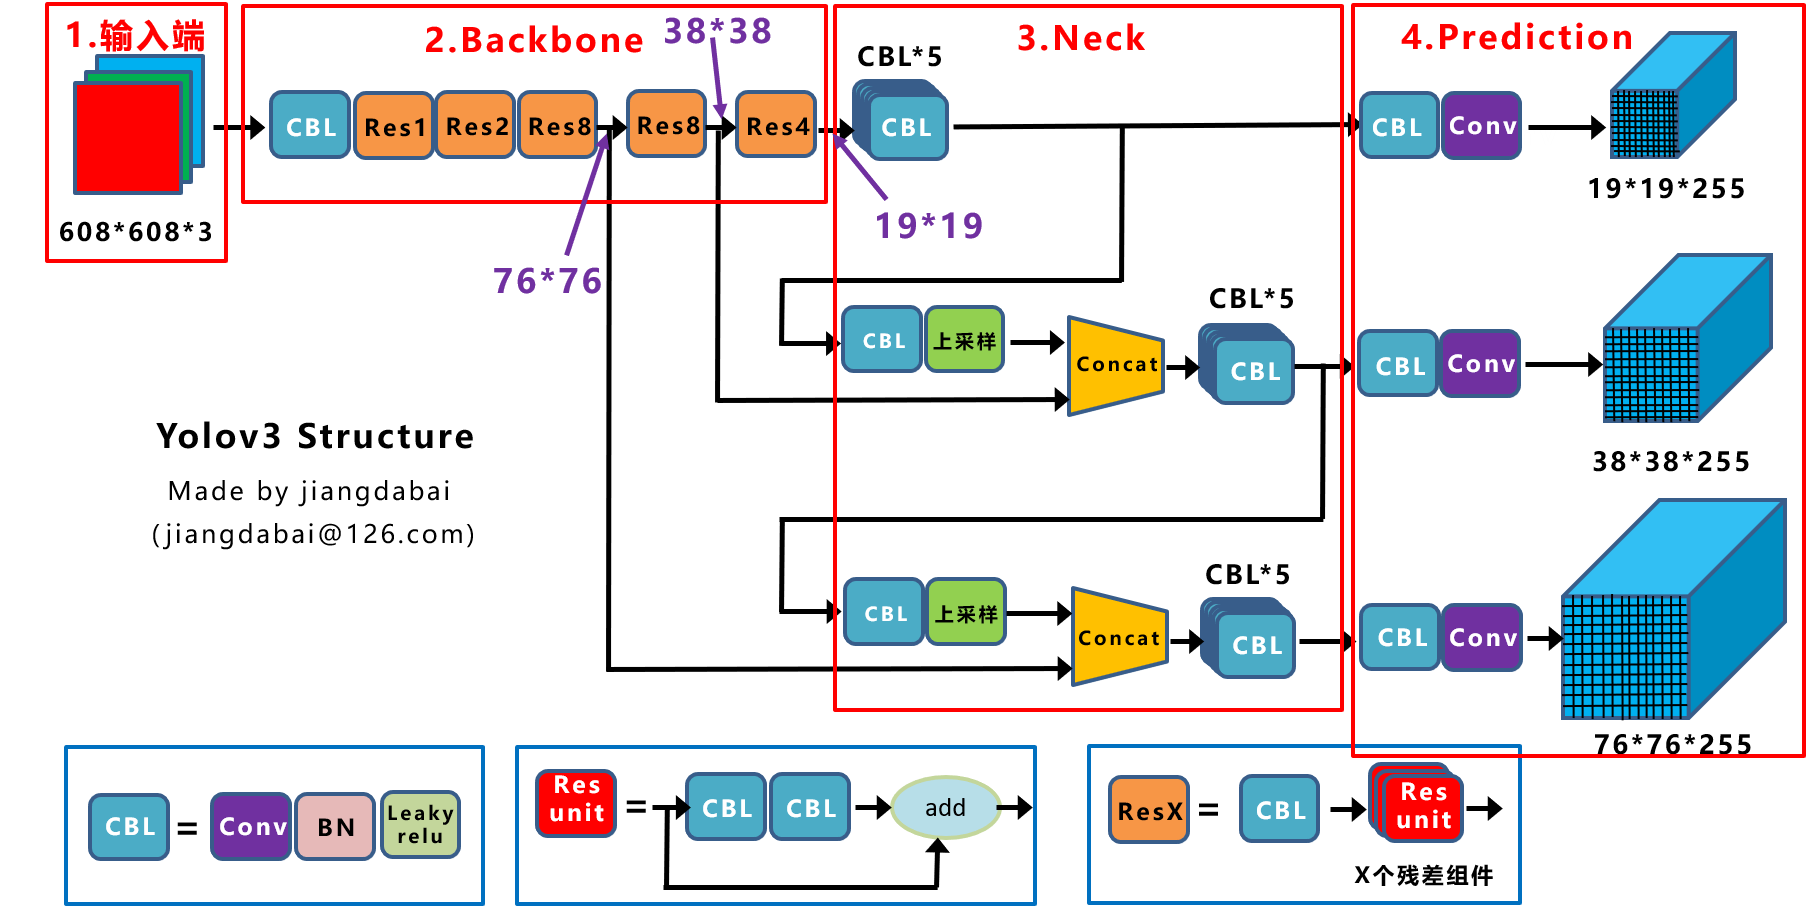 1.输入端
608*608*3
2.Backbone
38*38
CBL
Res1
Res2
Res8
Res8
Res4
76*76
3.Neck
CBL*5
CBL
19*19
CBL
上采样
Concat
CBL*5
CBL
CBL
上采样
Concat
CBL*5
CBL
4.Prediction
CBL
Conv
19*19*255
CBL
Conv
38*38*255
CBL
Conv
76*76*255
Yolov3 Structure
Made by jiangdabai
(jiangdabai@126.com)
CBL
=
Conv
BN
Leaky
relu
Res
unit
=
CBL
CBL
add
ResX
=
CBL
Res
unit
X个残差组件